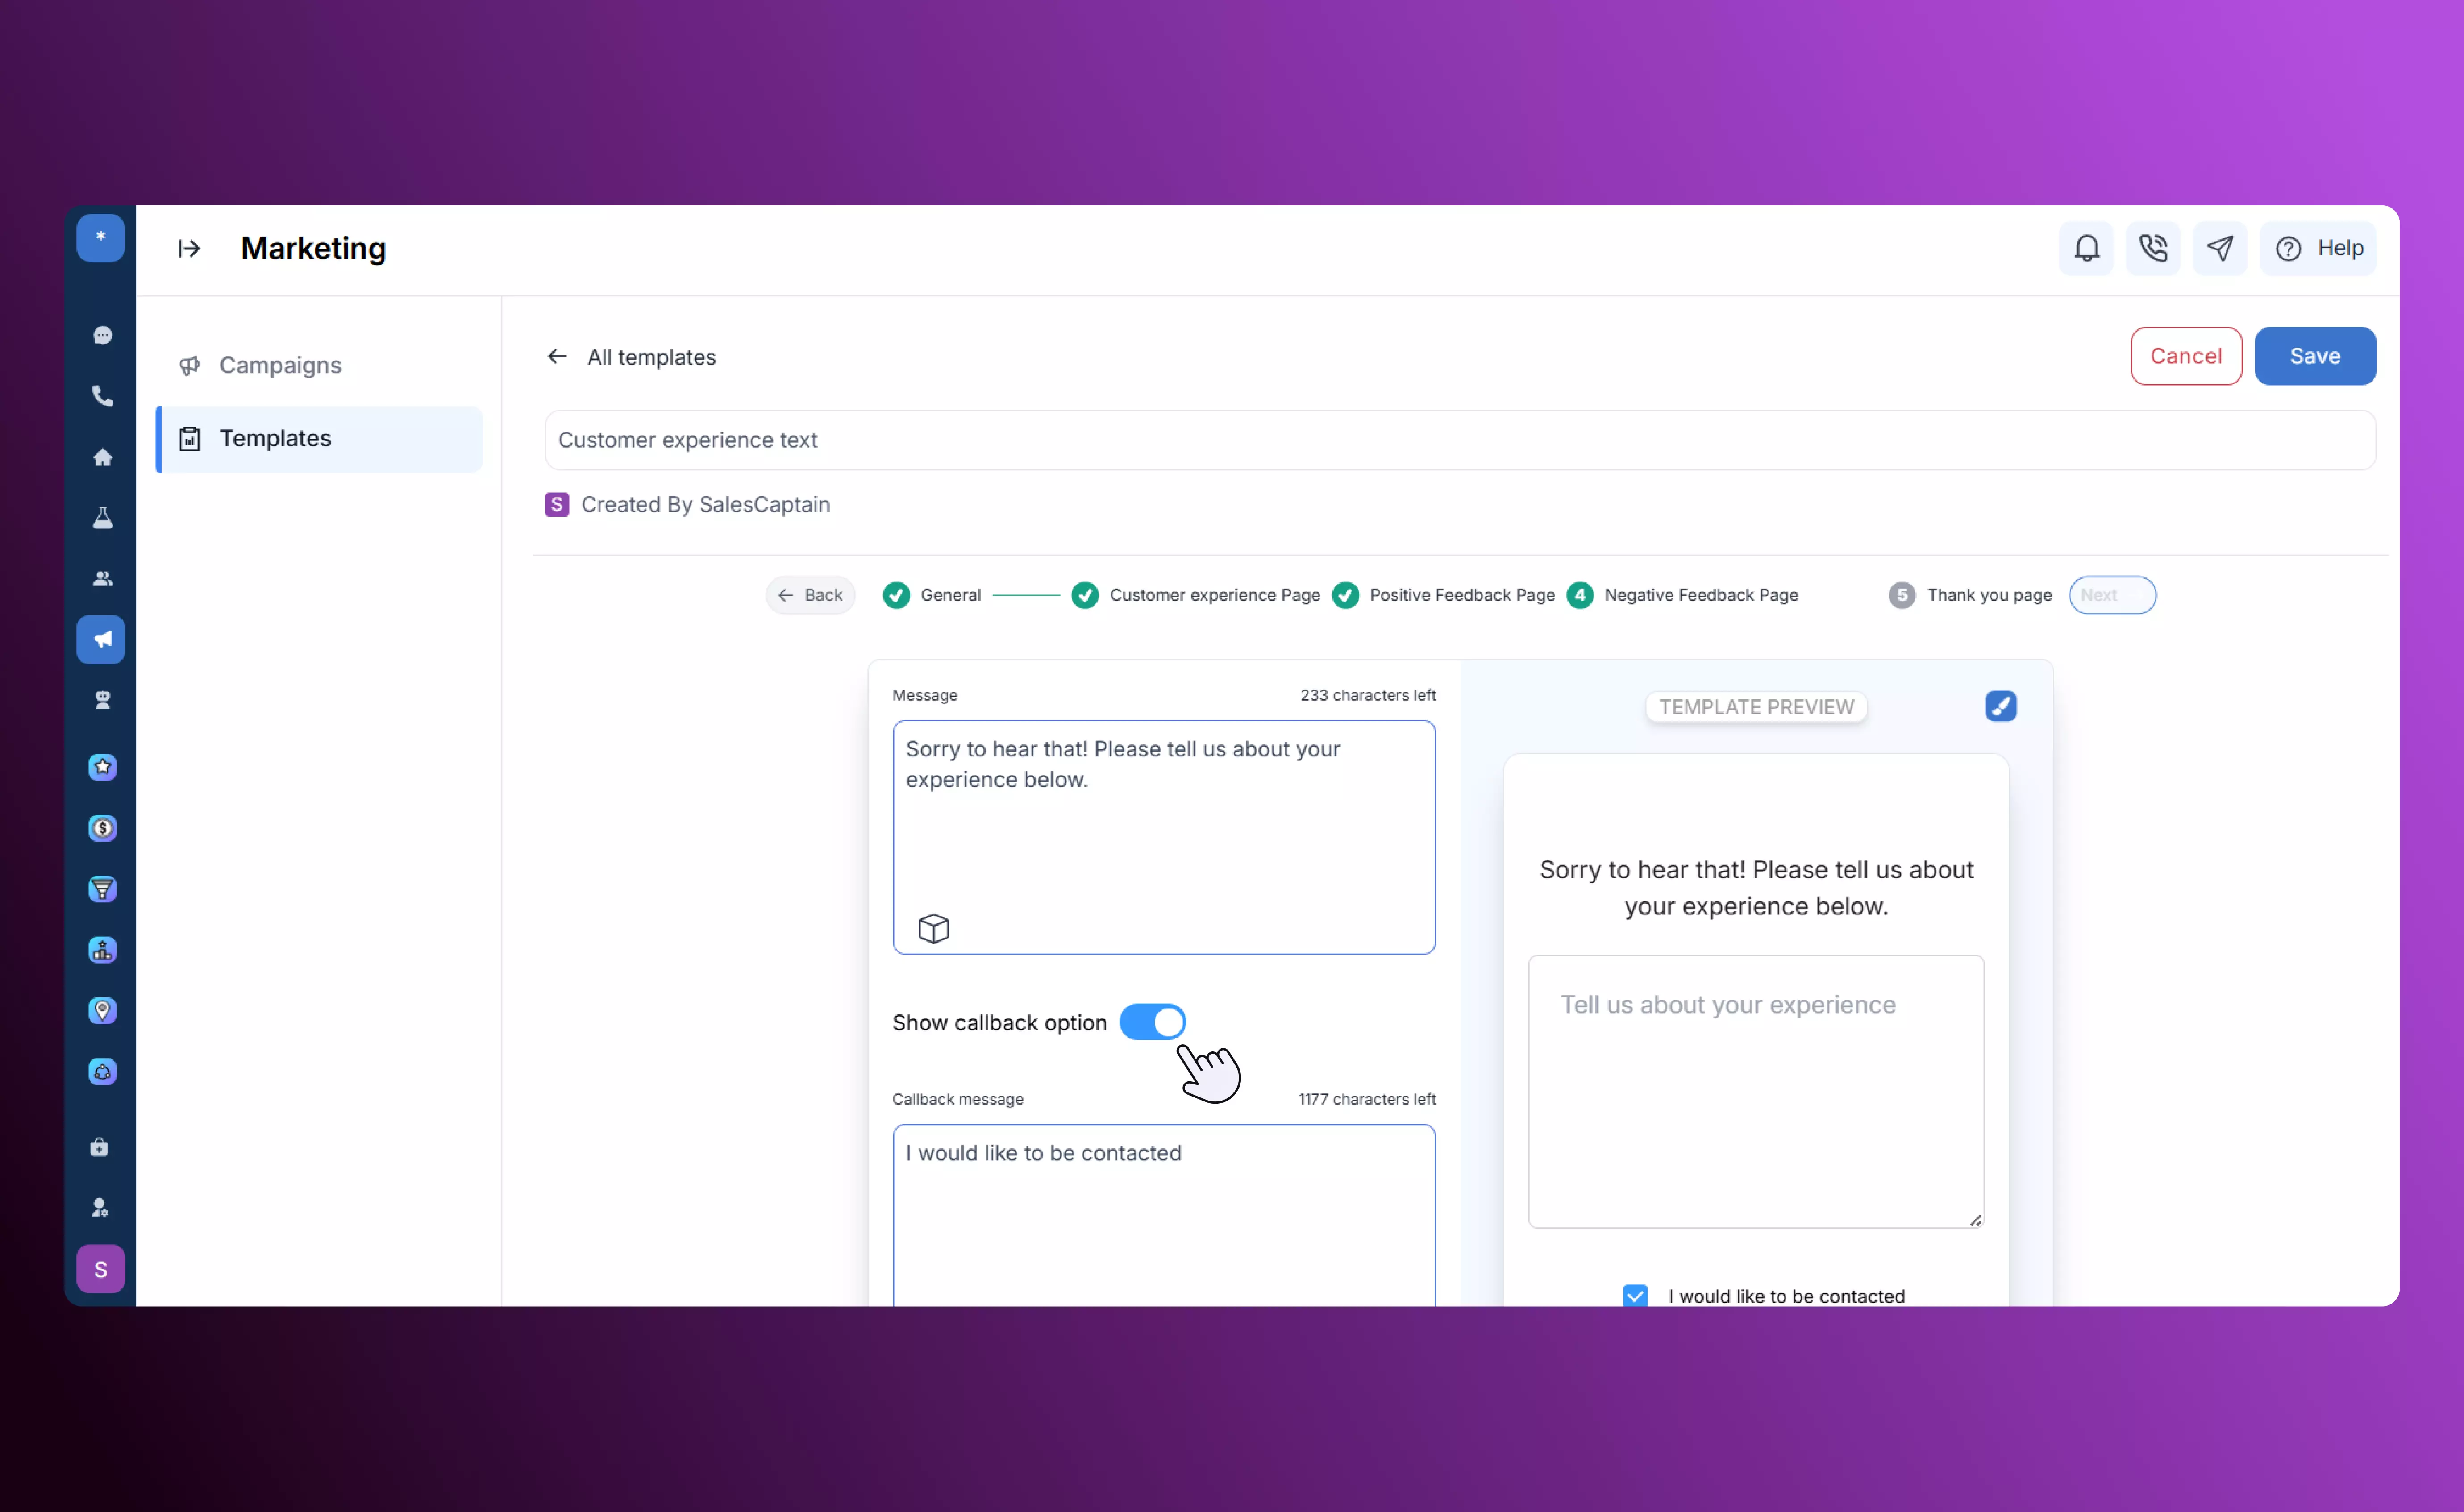 *
Marketing
Help
Campaigns
Templates
All templates
Cancel
Save
Customer experience text
S Created By SalesCaptain
Back
General
Customer experience Page
Positive Feedback Page
4 Negative Feedback Page
5 Thank you page
Next
Message
233 characters left
Sorry to hear that! Please tell us about your
experience below.
Show callback option
Callback message
1177 characters left
I would like to be contacted
TEMPLATE PREVIEW
Sorry to hear that! Please tell us about
your experience below.
Tell us about your experience
I would like to be contacted
S